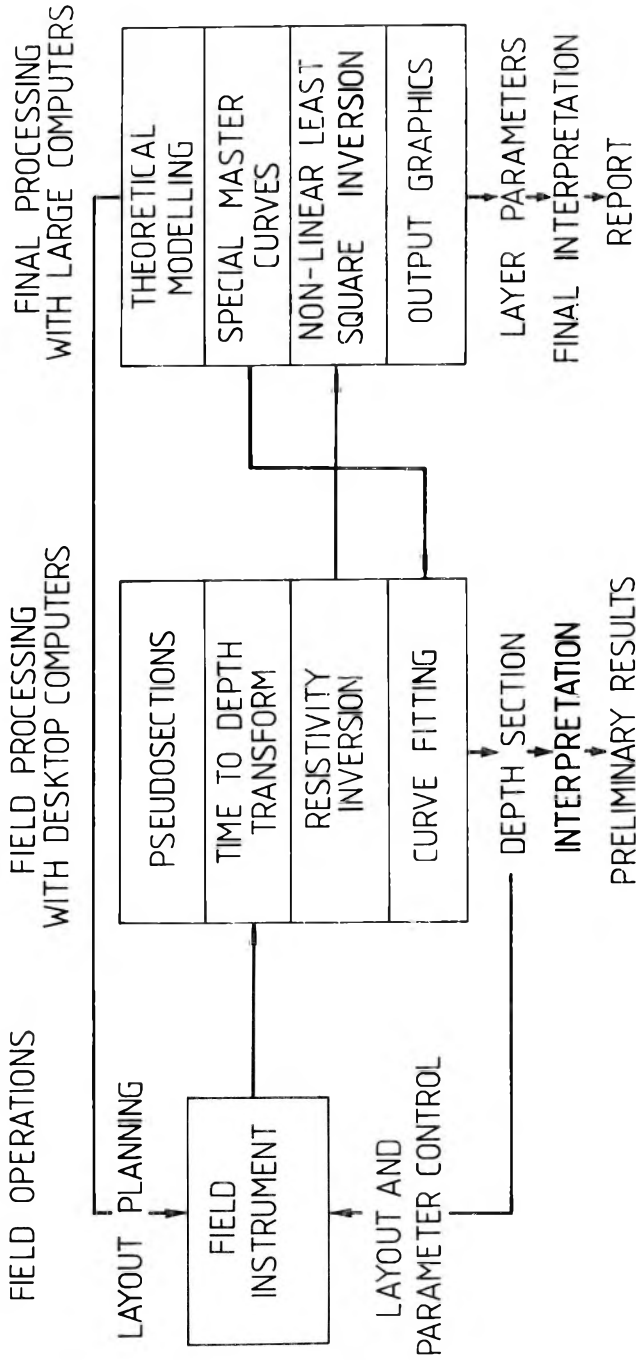 FIELD OPERATIONS
LAYOUT PLANNING
FIELD
INSTRUMENT
LAYOUT AND
PARAMETER CONTROL
FIELD PROCESSING
WITH DESKTOP COMPUTERS
PSEUDOSECTIONS
TIME TO DEPTH
TRANSFORM
RESISTIVITY
INVERSION
CURVE FITTING
DEPTH SECTION
INTERPRETATION
PRELIMINARY RESULTS
FINAL PROCESSING
WITH LARGE COMPUTERS
THEORETICAL
MODELLING
SPECIAL MASTER
CURVES
NON-LINEAR LEAST
SQUARE INVERSION
OUTPUT GRAPHICS
LAYER PARAMETERS
FINAL INTERPRETATION
REPORT